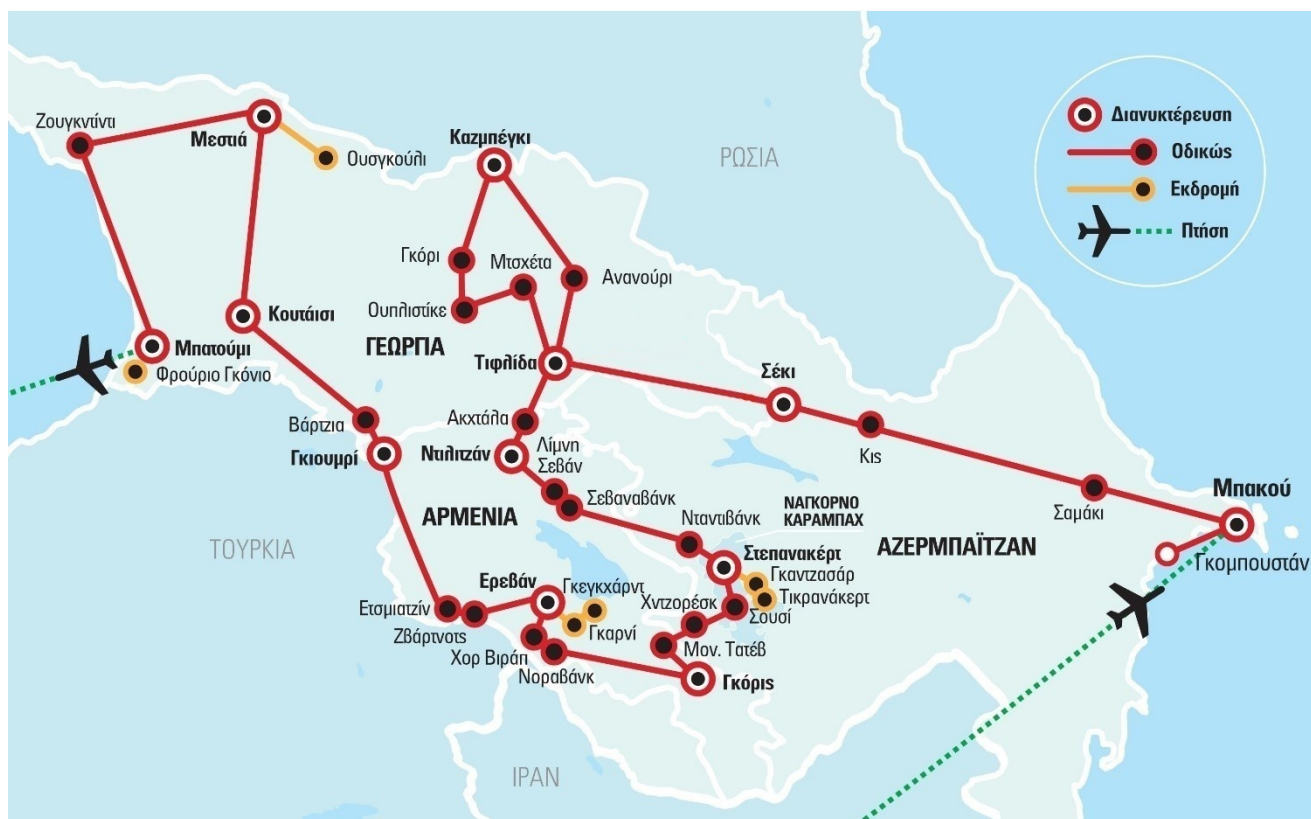 Ζουγκντίντι
Μεστιά
Ουσγκούλι
Καζμπέγκι
ΡΩΣΙΑ
Διανυκτέρευση
Οδικώς
Εκδρομή
Πτήση
Γκόρι
Μτσχέτα
Ανανούρι
Ουπλιστίκε
Κουτάισι
ΓΕΩΡΓΙΑ
Μπατούμι
Φρούριο Γκόνιο
Τιφλίδα
Σέκι
Κις
Βάρτζια
Γκιουμρί
Ακχτάλα
Ντιλιτζάν
Λίμνη
Σεβάν
Σεβαναβάνκ
ΑΡΜΕΝΙΑ
ΤΟΥΡΚΙΑ
Νταντιβάνκ
ΝΑΓΚΟΡΝΟ
ΚΑΡΑΜΠΑΧ
ΑΖΕΡΜΠΑΪΤΖΑΝ
Σαμάκι
Μπακού
Γκομπουστάν
Στεπανακέρτ
Γκαντζασάρ
Τικρανάκερτ
Σουσί
Χντζορέσκ
Μον. Τατέβ
Γκόρις
Ερεβάν
Γκεγκχάρντ
Γκαρνί
Ετσμιατζίν
Ζβάρτνοτς
Χορ Βιράπ
Νοραβάνκ
ΙΡΑΝ